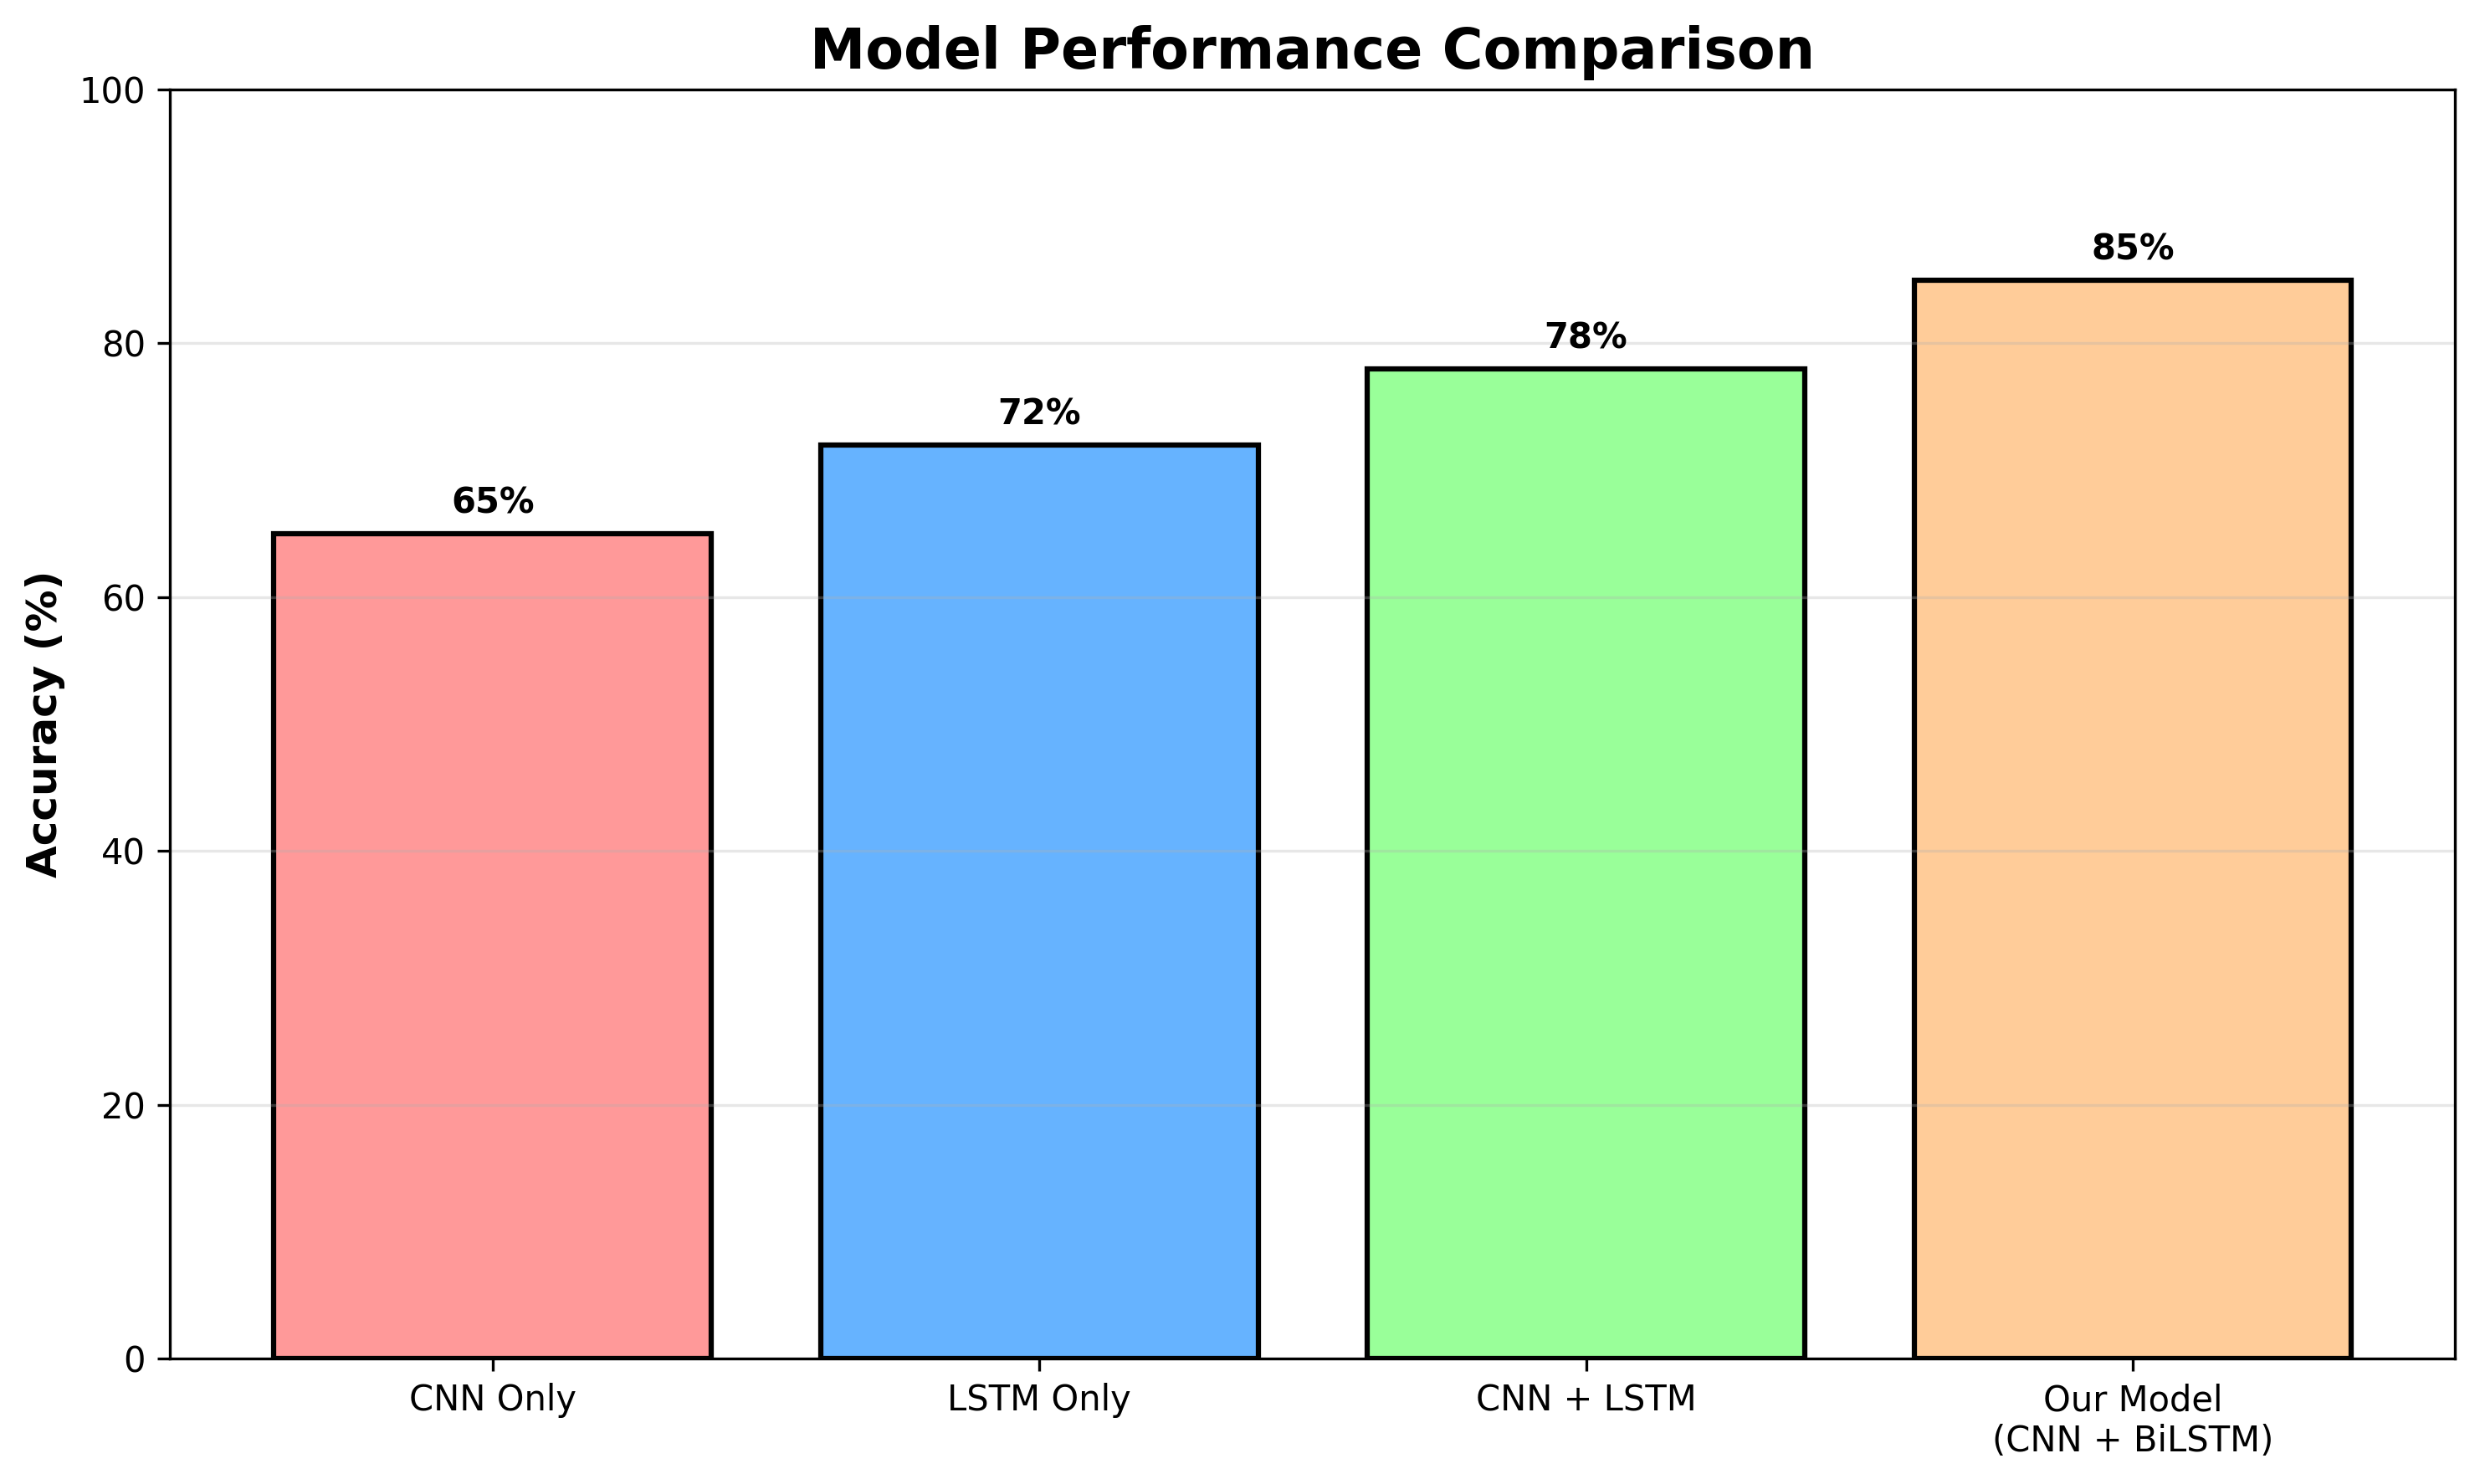 Model Performance Comparison
100
80
60
40
20
0
Accuracy (%)
65%
72%
78%
85%
CNN Only
LSTM Only
CNN + LSTM
Our Model
(CNN + BiLSTM)